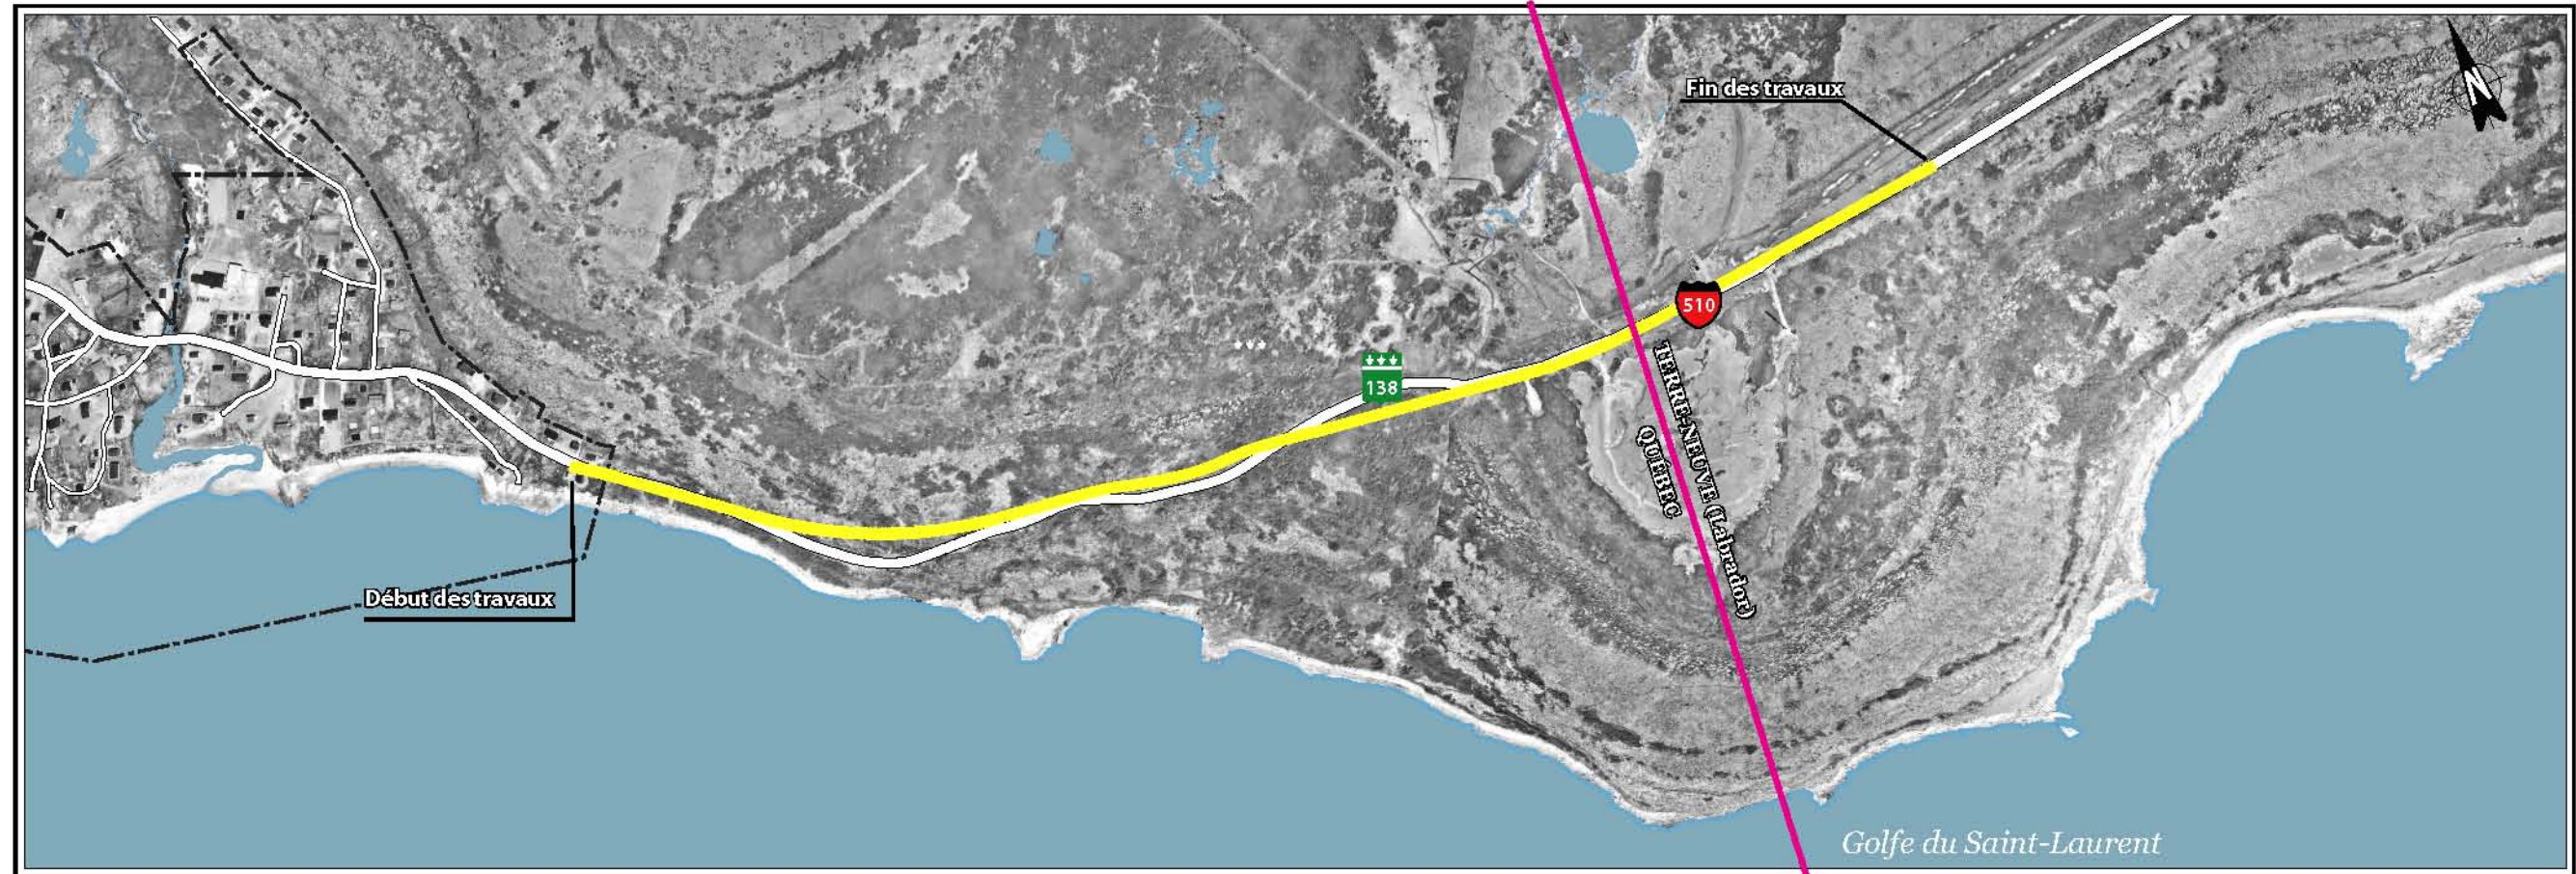 Fin des travaux
N
510
138
TERRE-NEUVE (Labrador)
QUÉBEC
Début des travaux
Golfe du Saint-Laurent